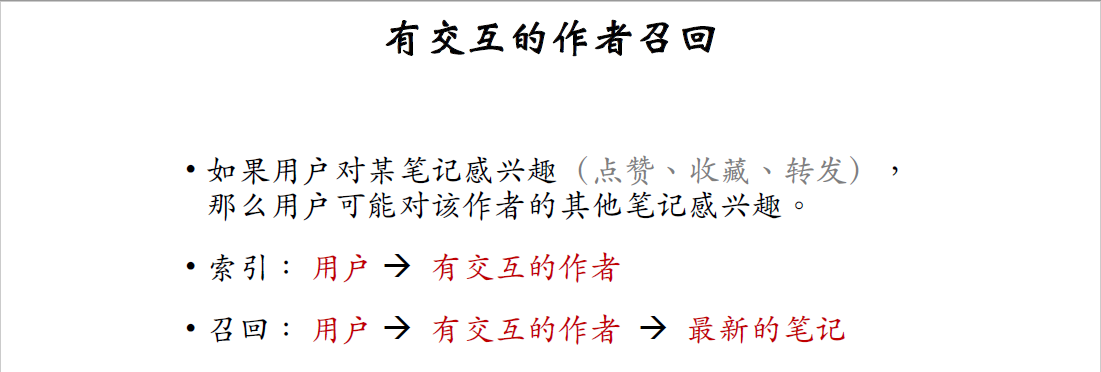 有交互的作者召回
• 如果用户对某笔记感兴趣（点赞、收藏、转发），
那么用户可能对该作者的其他笔记感兴趣。
• 索引：用户 → 有交互的作者
• 召回：用户 → 有交互的作者 → 最新的笔记